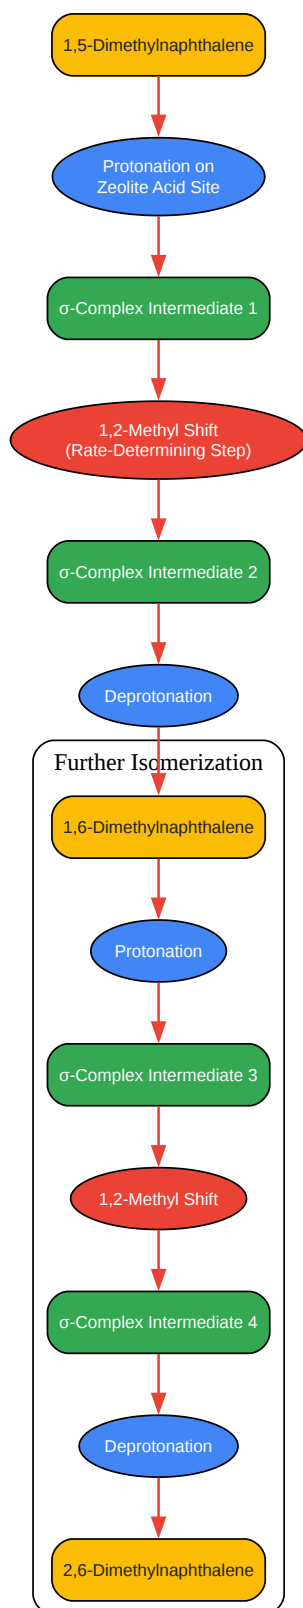 1,5-Dimethylnaphthalene
Protonation on
Zeolite Acid Site
σ-Complex Intermediate 1
1,2-Methyl Shift
(Rate-Determining Step)
σ-Complex Intermediate 2
Deprotonation
Further Isomerization
1,6-Dimethylnaphthalene
Protonation
σ-Complex Intermediate 3
1,2-Methyl Shift
σ-Complex Intermediate 4
Deprotonation
2,6-Dimethylnaphthalene